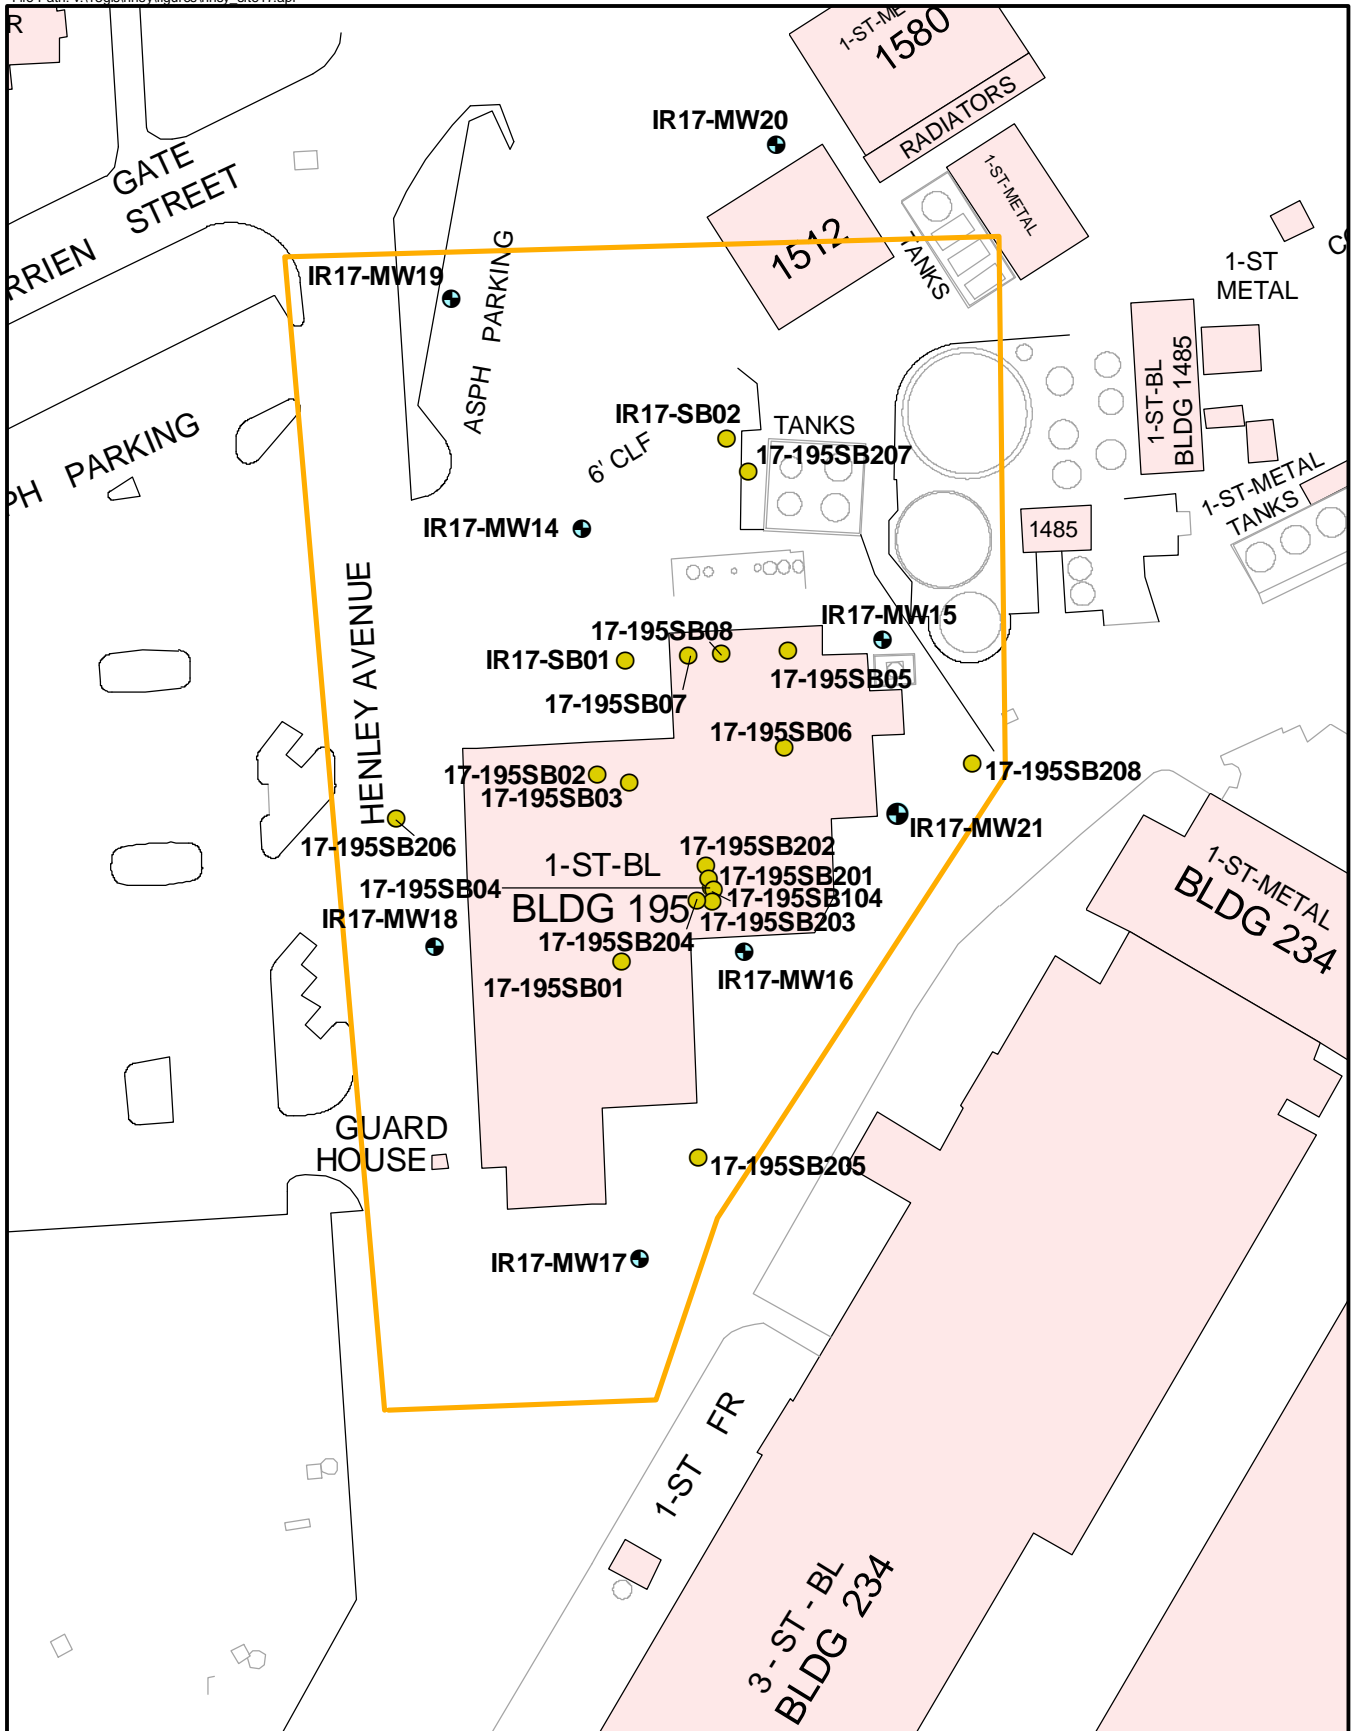 R
1580
RADIATORS
IR17-MW20
1-ST-METAL
GATE
STREET
RRIEN
1512
TANKS
ASPH PARKING
IR17-MW19
1-ST
METAL
1-ST-BL
BLDG 1485
IR17-SB02
TANKS
6' CLF
17-195SB207
PH PARKING
1-ST-METAL
TANKS
IR17-MW14
1485
HENLEY AVENUE
IR17-MW15
17-195SB08
IR17-SB01
17-195SB05
17-195SB07
17-195SB06
17-195SB02
17-195SB208
17-195SB03
IR17-MW21
17-195SB206
17-195SB202
1-ST-BL
17-195SB201
17-195SB04
17-195SB104
BLDG 195
IR17-MW18
17-195SB203
17-195SB204
1-ST-METAL
BLDG 234
IR17-MW16
17-195SB01
GUARD
HOUSE
17-195SB205
IR17-MW17
1-ST FR
3 - ST - BL
BLDG 234